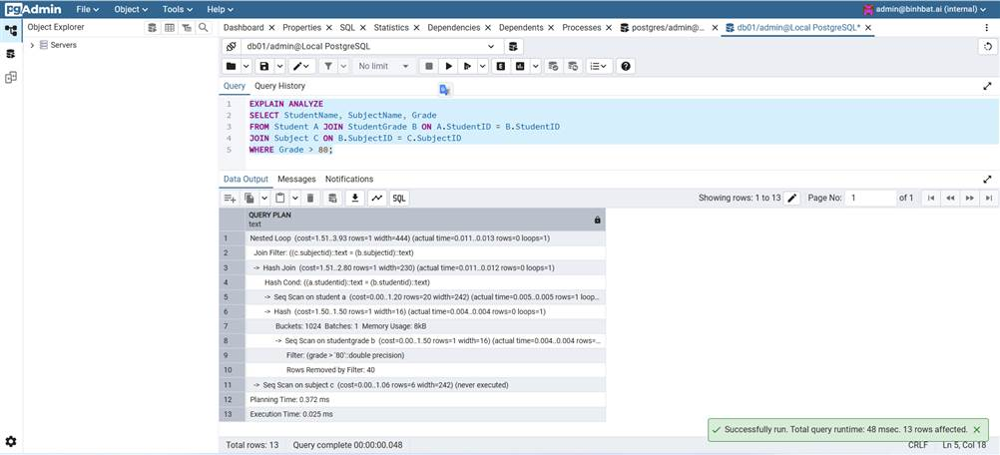 pgAdmin File Object Tools Help admin@binhbat.ai (internal)
Object Explorer
Dashboard Properties SQL Statistics Dependencies Dependents Processes postgres/admin@... db01/admin@Local PostgreSQL*
Servers
db01/admin@Local PostgreSQL
No limit
Query Query History
1 EXPLAIN ANALYZE
2 SELECT StudentName, SubjectName, Grade
3 FROM Student A JOIN StudentGrade B ON A.StudentID = B.StudentID
4 JOIN Subject C ON B.SubjectID = C.SubjectID
5 WHERE Grade > 80;
Data Output Messages Notifications
SQL Showing rows: 1 to 13 Page No: 1 of 1
QUERY PLAN
text
1 Nested Loop (cost=1.51..3.93 rows=1 width=444) (actual time=0.011..0.013 rows=0 loops=1)
2 Join Filter: ((c.subjectid)::text = (b.subjectid)::text)
3 -> Hash Join (cost=1.51..2.80 rows=1 width=230) (actual time=0.011..0.012 rows=0 loops=1)
4 Hash Cond: ((a.studentid)::text = (b.studentid)::text)
5 -> Seq Scan on student a (cost=0.00..1.20 rows=20 width=242) (actual time=0.005..0.005 rows=1 loop...
6 -> Hash (cost=1.50..1.50 rows=1 width=16) (actual time=0.004..0.004 rows=0 loops=1)
7 Buckets: 1024 Batches: 1 Memory Usage: 8kB
8 -> Seq Scan on studentgrade b (cost=0.00..1.50 rows=1 width=16) (actual time=0.004..0.004 rows=...
9 Filter: (grade > '80'::double precision)
10 Rows Removed by Filter: 40
11 -> Seq Scan on subject c (cost=0.00..1.06 rows=6 width=242) (never executed)
12 Planning Time: 0.372 ms
13 Execution Time: 0.025 ms
Successfully run. Total query runtime: 48 msec. 13 rows affected.
Total rows: 13 Query complete 00:00:00.048 CRLF Ln 5, Col 18